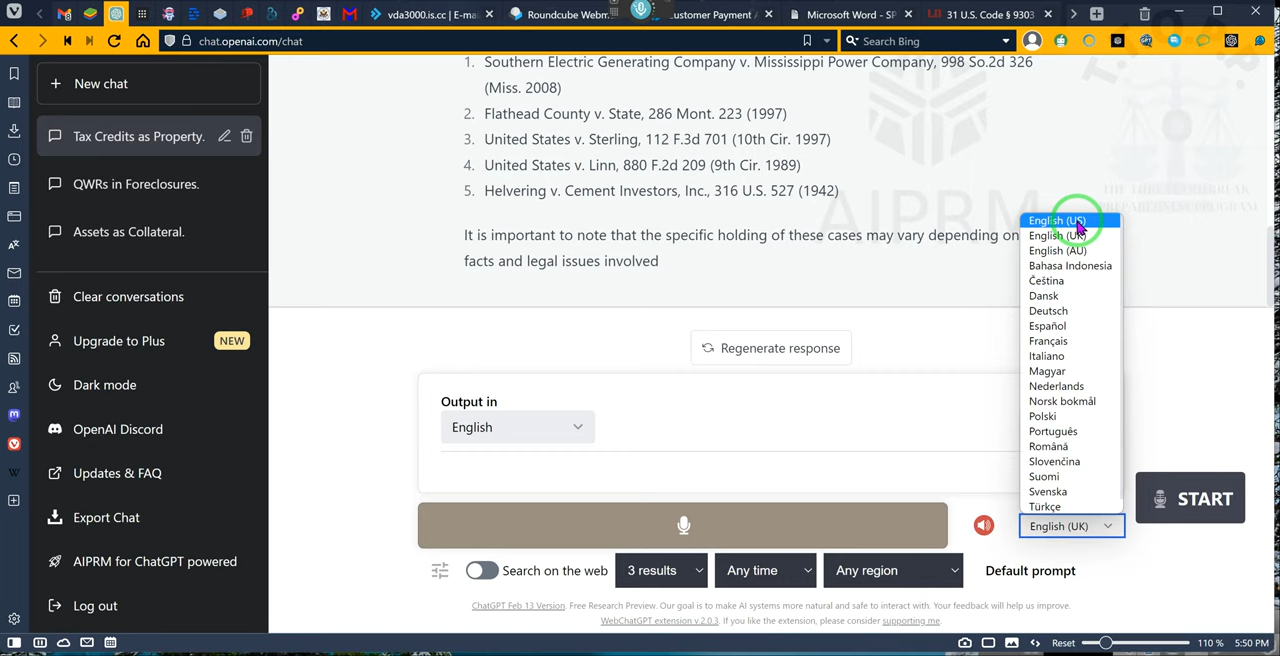 vda3000.is.cc | E-ma
Roundcube Webm
ustomer Payment A
Microsoft Word - SP
31 U.S. Code § 9303
chat.openai.com/chat
Search Bing
New chat
Tax Credits as Property.
QWRs in Foreclosures.
Assets as Collateral.
Clear conversations
Upgrade to Plus
NEW
Dark mode
OpenAI Discord
Updates & FAQ
Export Chat
AIPRM for ChatGPT powered
Log out
1. Southern Electric Generating Company v. Mississippi Power Company, 998 So.2d 326
(Miss. 2008)
2. Flathead County v. State, 286 Mont. 223 (1997)
3. United States v. Sterling, 112 F.3d 701 (10th Cir. 1997)
4. United States v. Linn, 880 F.2d 209 (9th Cir. 1989)
5. Helvering v. Cement Investors, Inc., 316 U.S. 527 (1942)
It is important to note that the specific holding of these cases may vary depending on
facts and legal issues involved
AIPRM
Regenerate response
Output in
English
English (US)
English (UK)
English (AU)
Bahasa Indonesia
Čeština
Dansk
Deutsch
Español
Français
Italiano
Magyar
Nederlands
Norsk bokmål
Polski
Português
Română
Slovenčina
Suomi
Svenska
Türkçe
English (UK)
START
Search on the web
3 results
Any time
Any region
Default prompt
ChatGPT Feb 13 Version. Free Research Preview. Our goal is to make AI systems more natural and safe to interact with. Your feedback will help us improve.
WebChatGPT extension v.2.0.3. If you like the extension, please consider supporting me.
Reset
110 %
5:50 PM